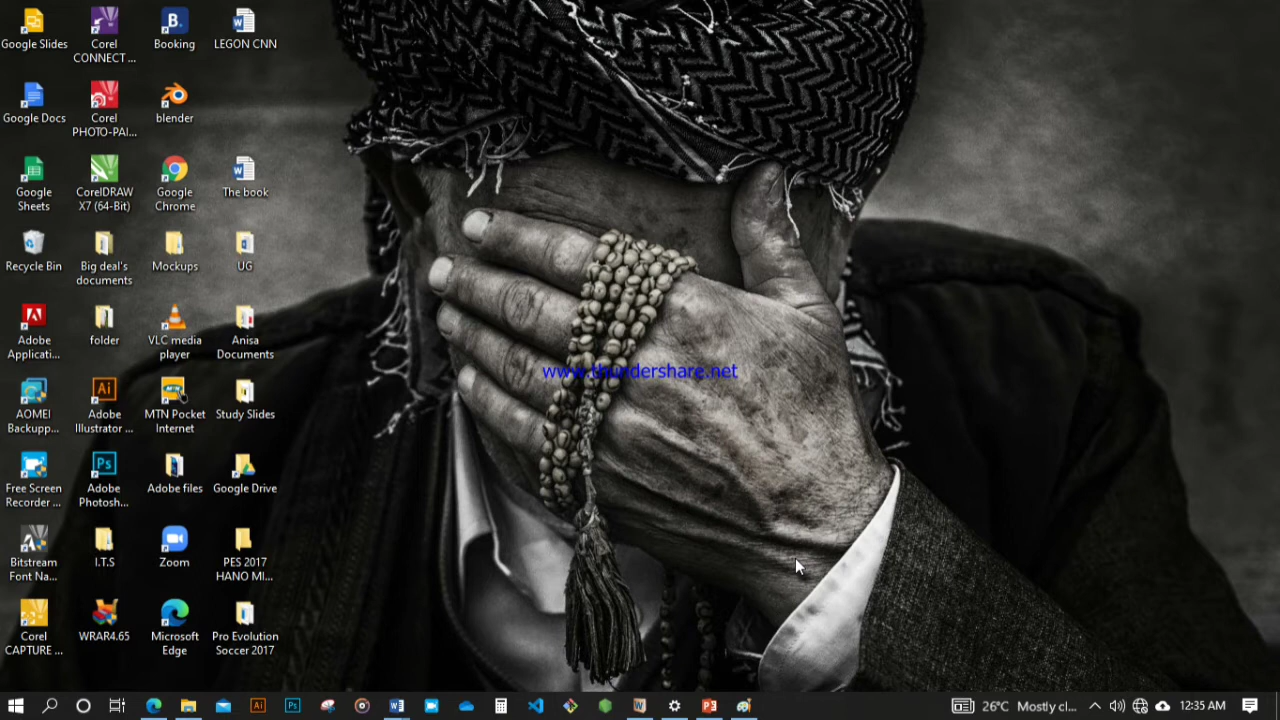 Google Slides
Corel
CONNECT ...
Booking
LEGON CNN
Google Docs
Corel
PHOTO-PAI...
blender
Google
Sheets
CorelDRAW
X7 (64-Bit)
Google
Chrome
The book
Recycle Bin
Big deal's
documents
Mockups
UG
Adobe
Applicati...
folder
VLC media
player
Anisa
Documents
www.thundershare.net
AOMEI
Backupp...
Adobe
Illustrator ...
MTN Pocket
Internet
Study Slides
Free Screen
Recorder ...
Adobe
Photosh...
Adobe files
Google Drive
Bitstream
Font Na...
I.T.S
Zoom
PES 2017
HANO MI...
Corel
CAPTURE ...
WRAR4.65
Microsoft
Edge
Pro Evolution
Soccer 2017
26°C Mostly cl... 12:35 AM